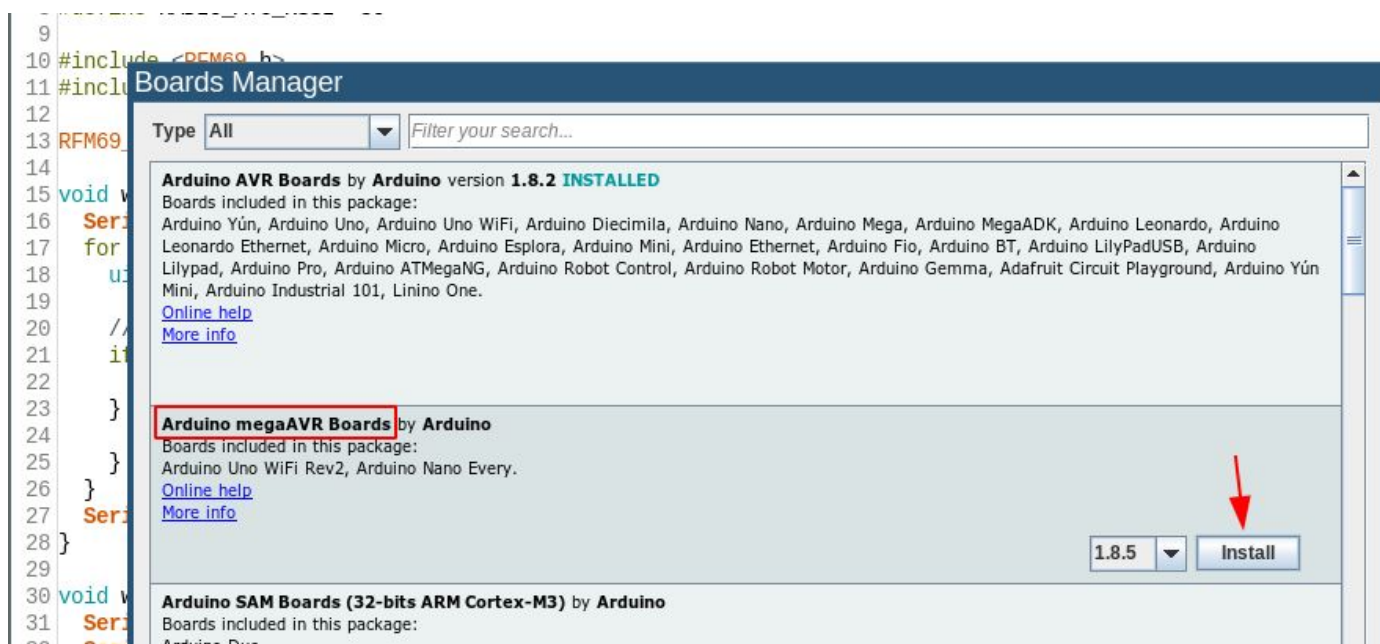 9
10 #include <RFM69.h>
11 #inclu
12
13 RFM69_
14
15 void w
16 Seri
17 for
18 ui
19
20 //
21 if
22
23 }
24
25 }
26 }
27 Seri
28 }
29
30 void w
31 Seri
Boards Manager
Type All Filter your search...
Arduino AVR Boards by Arduino version 1.8.2 INSTALLED
Boards included in this package:
Arduino Yún, Arduino Uno, Arduino Uno WiFi, Arduino Diecimila, Arduino Nano, Arduino Mega, Arduino MegaADK, Arduino Leonardo, Arduino
Leonardo Ethernet, Arduino Micro, Arduino Esplora, Arduino Mini, Arduino Ethernet, Arduino Fio, Arduino BT, Arduino LilyPadUSB, Arduino
Lilypad, Arduino Pro, Arduino ATMegaNG, Arduino Robot Control, Arduino Robot Motor, Arduino Gemma, Adafruit Circuit Playground, Arduino Yún
Mini, Arduino Industrial 101, Linino One.
Online help
More info
Arduino megaAVR Boards by Arduino
Boards included in this package:
Arduino Uno WiFi Rev2, Arduino Nano Every.
Online help
More info
1.8.5 Install
Arduino SAM Boards (32-bits ARM Cortex-M3) by Arduino
Boards included in this package:
Arduino Due